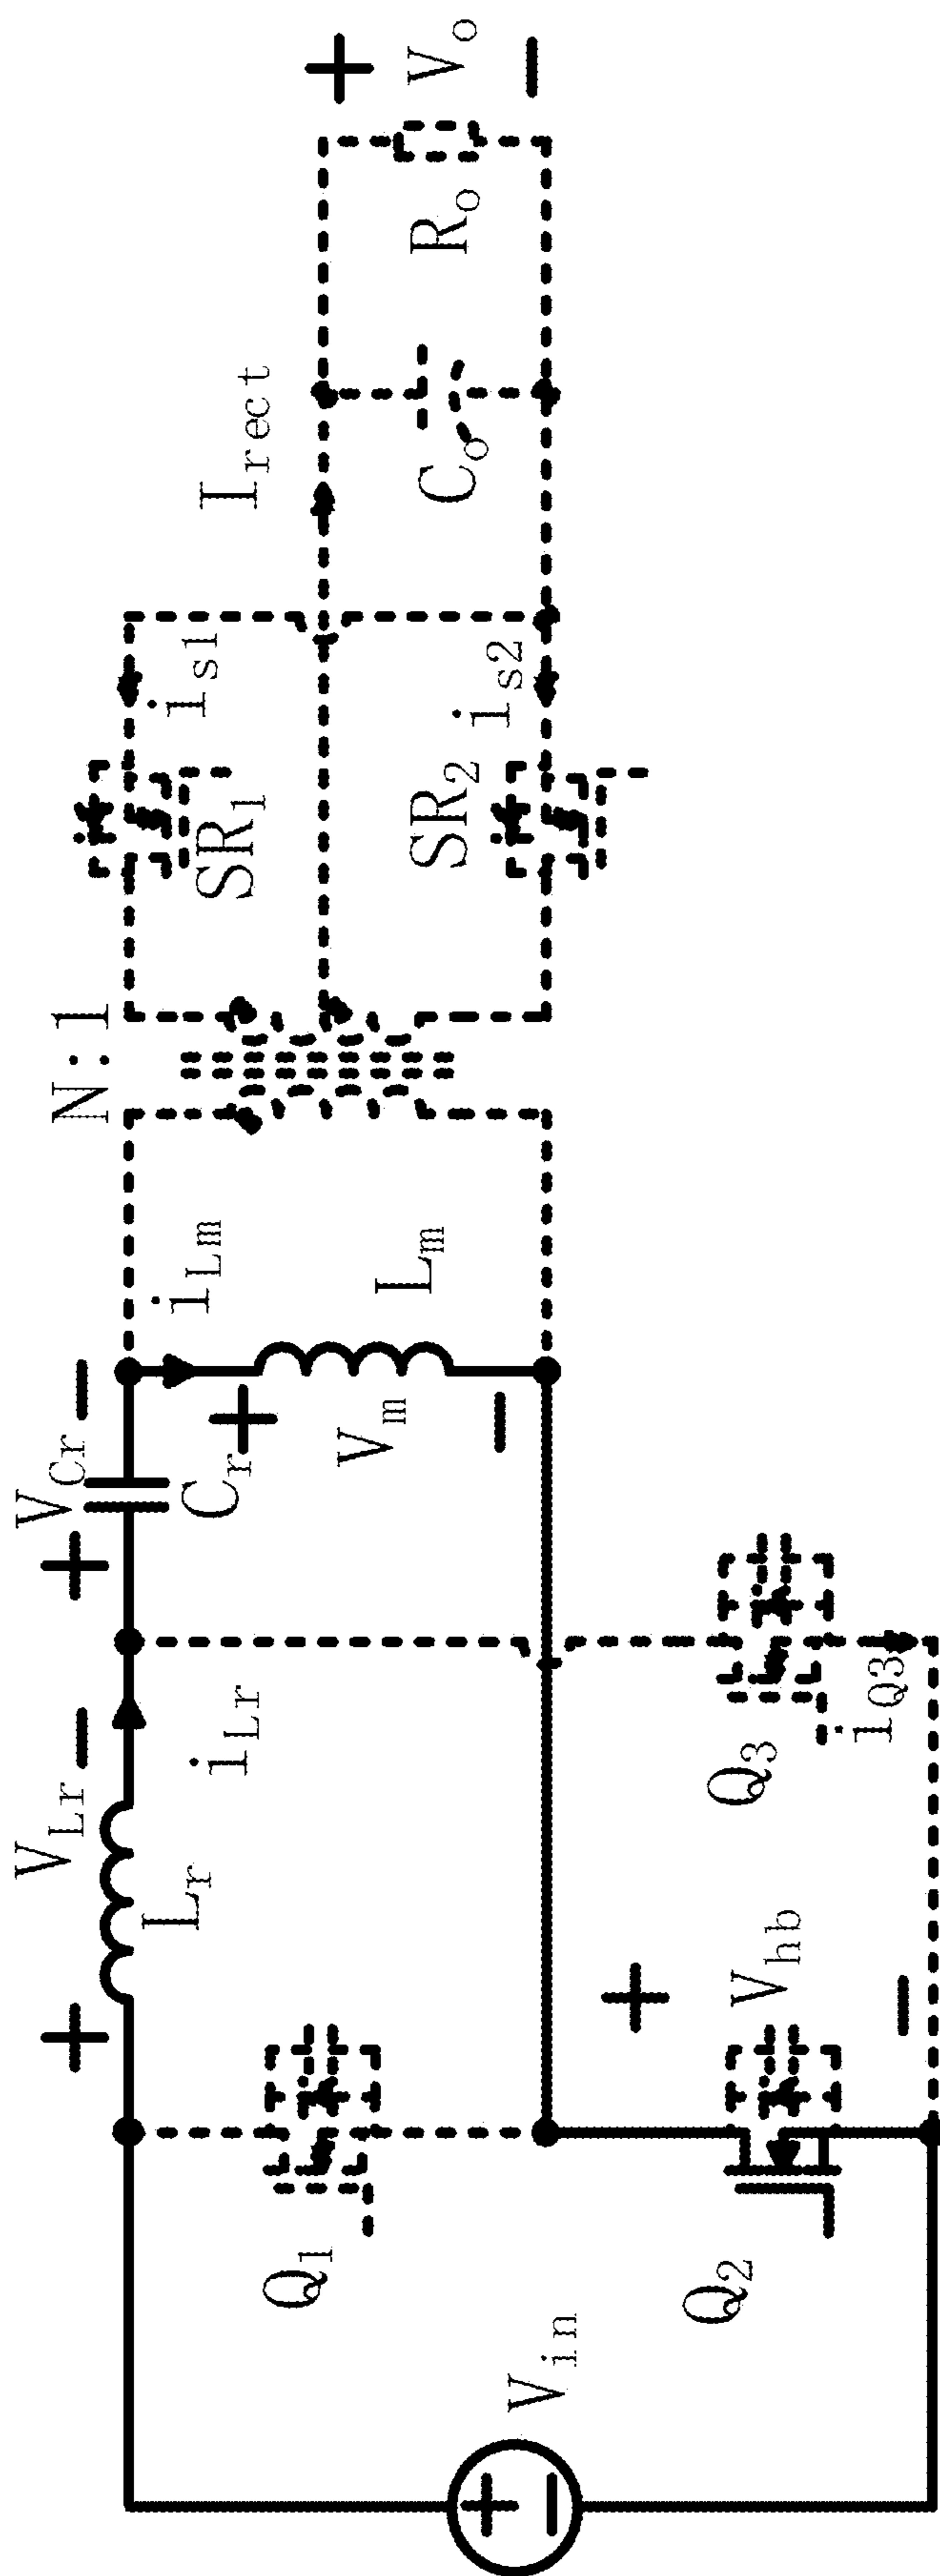 V_in
Q_1
Q_2
+ V_Lr −
L_r
i_Lr
+ V_hb −
Q_3
i_Q3
+ V_Cr −
C_r
+ V_m −
i_Lm
L_m
N:1
SR_1
i_s1
SR_2
i_s2
I_rect
C_o
R_o
+ V_o −